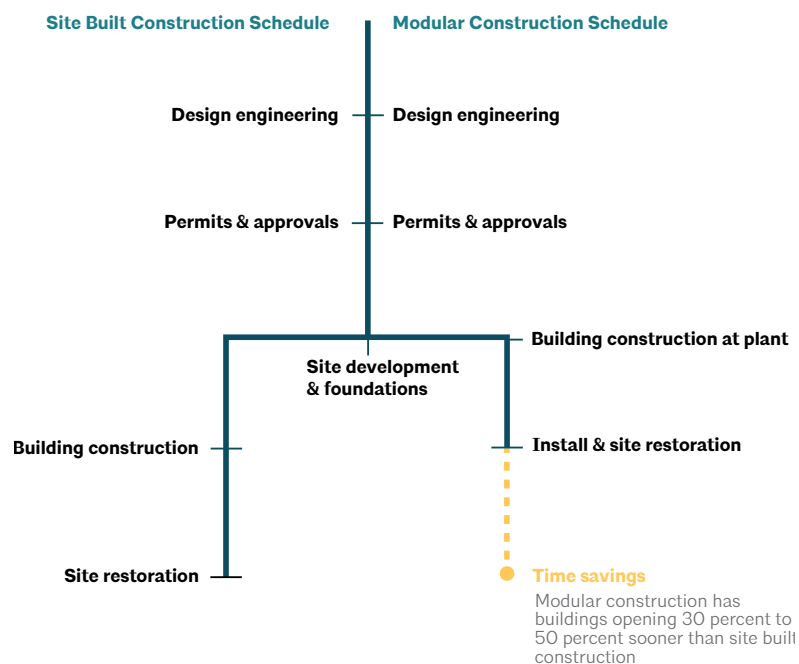 Site Built Construction Schedule
Modular Construction Schedule
Design engineering
Design engineering
Permits & approvals
Permits & approvals
Building construction at plant
Site development
& foundations
Building construction
Install & site restoration
Site restoration
Time savings
Modular construction has
buildings opening 30 percent to
50 percent sooner than site built
construction